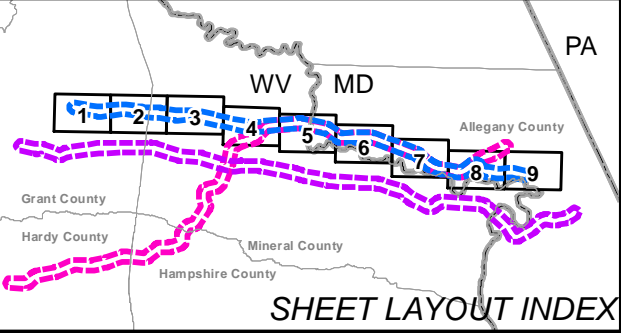 PA
WV MD
Allegany County
1 2 3 4 5 6 7 8 9
Grant County
Hardy County
Mineral County
Hampshire County
SHEET LAYOUT INDEX